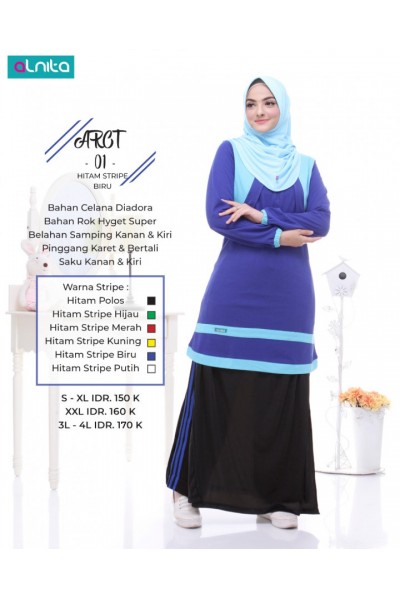 aLnita
ARCT
- 01 -
HITAM STRIPE
BIRU
Bahan Celana Diadora
Bahan Rok Hyget Super
Belahan Samping Kanan & Kiri
Pinggang Karet & Bertali
Saku Kanan & Kiri
Warna Stripe :
Hitam Polos
Hitam Stripe Hijau
Hitam Stripe Merah
Hitam Stripe Kuning
Hitam Stripe Biru
Hitam Stripe Putih
S - XL IDR. 150 K
XXL IDR. 160 K
3L - 4L IDR. 170 K